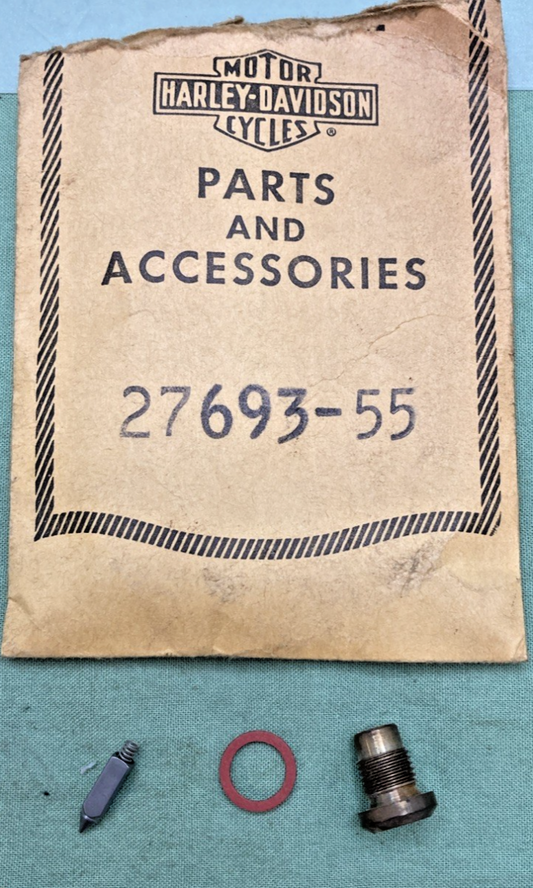 MOTOR
HARLEY-DAVIDSON
CYCLES ®
PARTS
AND
ACCESSORIES
27693-55